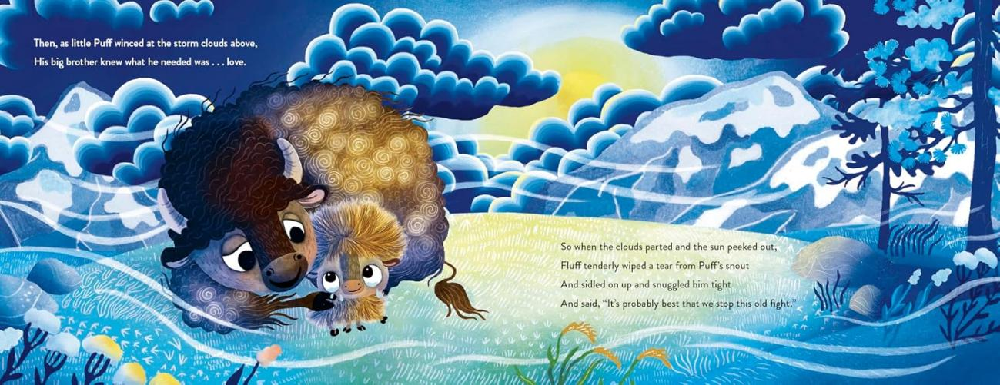 Then, as little Puff winced at the storm clouds above,
His big brother knew what he needed was . . . love.
So when the clouds parted and the sun peeked out,
Fluff tenderly wiped a tear from Puff’s snout
And sidled on up and snuggled him tight
And said, “It’s probably best that we stop this old fight.”